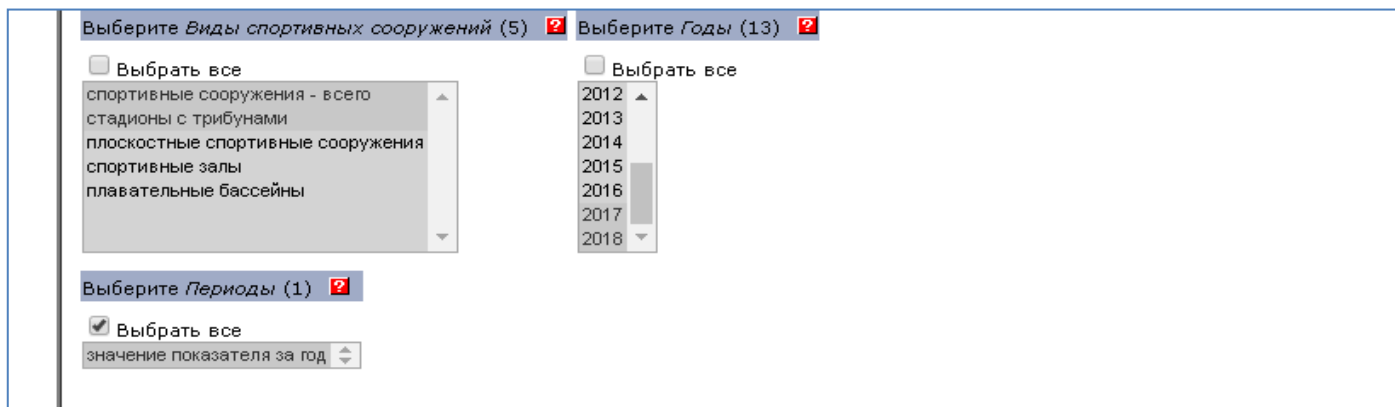 Выберите Виды спортивных сооружений (5) ?
Выбрать все
спортивные сооружения - всего
стадионы с трибунами
плоскостные спортивные сооружения
спортивные залы
плавательные бассейны
Выберите Годы (13) ?
Выбрать все
2012
2013
2014
2015
2016
2017
2018
Выберите Периоды (1) ?
Выбрать все
значение показателя за год